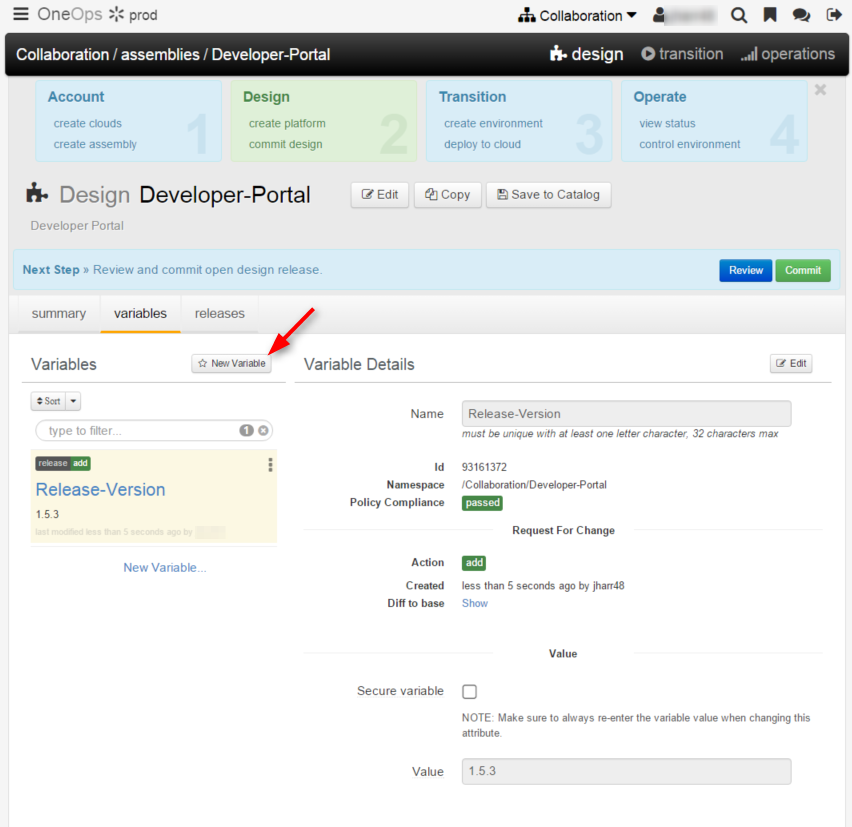 OneOps prod Collaboration
Collaboration / assemblies / Developer-Portal design transition operations
Account
create clouds
create assembly
1
Design
create platform
commit design
2
Transition
create environment
deploy to cloud
3
Operate
view status
control environment
4
Design Developer-Portal Edit Copy Save to Catalog
Developer Portal
Next Step » Review and commit open design release. Review Commit
summary variables releases
Variables New Variable
Sort
type to filter... 1
release add
Release-Version
1.5.3
last modified less than 5 seconds ago by
New Variable...
Variable Details Edit
Name Release-Version
must be unique with at least one letter character, 32 characters max
Id 93161372
Namespace /Collaboration/Developer-Portal
Policy Compliance passed
Request For Change
Action add
Created less than 5 seconds ago by jharr48
Diff to base Show
Value
Secure variable
NOTE: Make sure to always re-enter the variable value when changing this
attribute.
Value 1.5.3